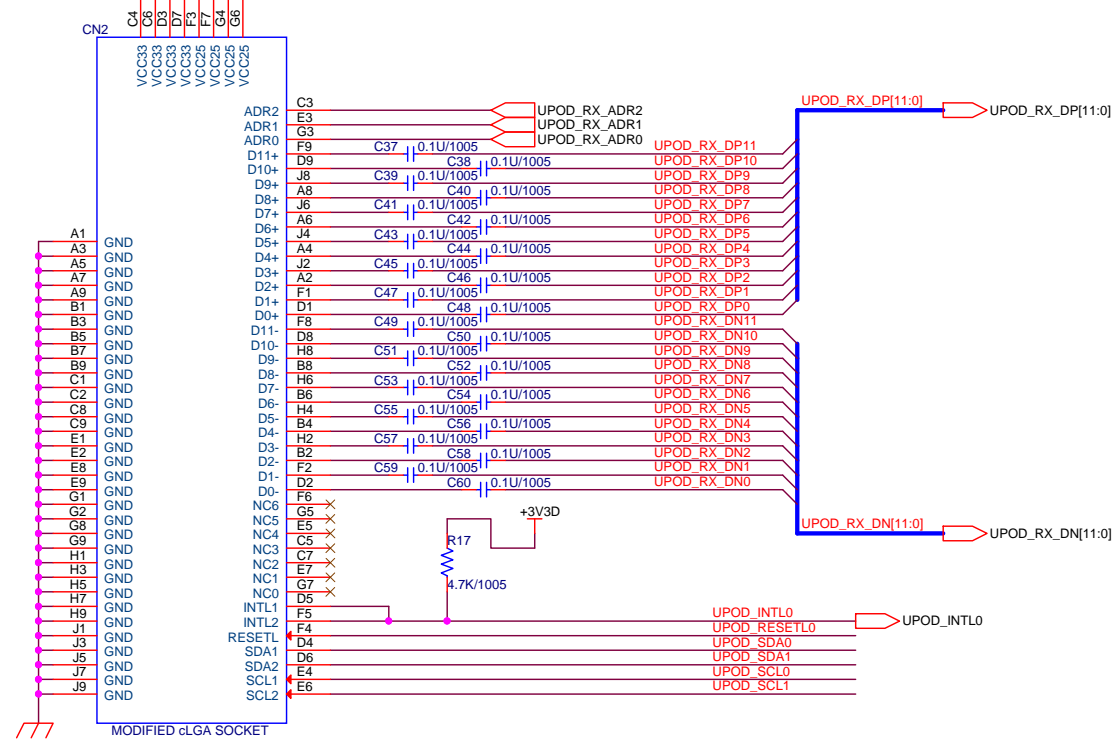 C4 C6 D3 D7 F3 F7 G4 G6
CN2
VCC33 VCC33 VCC33 VCC33 VCC25 VCC25 VCC25 VCC25
ADR2 C3 UPOD_RX_ADR2
ADR1 E3 UPOD_RX_ADR1
ADR0 G3 UPOD_RX_ADR0
UPOD_RX_DP[11:0] UPOD_RX_DP[11:0]
D11+ F9 C37 0.1U/1005 UPOD_RX_DP11
D10+ D9 C38 0.1U/1005 UPOD_RX_DP10
D9+ J8 C39 0.1U/1005 UPOD_RX_DP9
D8+ A8 C40 0.1U/1005 UPOD_RX_DP8
D7+ J6 C41 0.1U/1005 UPOD_RX_DP7
D6+ A6 C42 0.1U/1005 UPOD_RX_DP6
A1 GND D5+ J4 C43 0.1U/1005 UPOD_RX_DP5
A3 GND D4+ A4 C44 0.1U/1005 UPOD_RX_DP4
A5 GND D3+ J2 C45 0.1U/1005 UPOD_RX_DP3
A7 GND D2+ A2 C46 0.1U/1005 UPOD_RX_DP2
A9 GND D1+ F1 C47 0.1U/1005 UPOD_RX_DP1
B1 GND D0+ D1 C48 0.1U/1005 UPOD_RX_DP0
B3 GND D11- F8 C49 0.1U/1005 UPOD_RX_DN11
B5 GND D10- D8 C50 0.1U/1005 UPOD_RX_DN10
B7 GND D9- H8 C51 0.1U/1005 UPOD_RX_DN9
B9 GND D8- B8 C52 0.1U/1005 UPOD_RX_DN8
C1 GND D7- H6 C53 0.1U/1005 UPOD_RX_DN7
C2 GND D6- B6 C54 0.1U/1005 UPOD_RX_DN6
C8 GND D5- H4 C55 0.1U/1005 UPOD_RX_DN5
C9 GND D4- B4 C56 0.1U/1005 UPOD_RX_DN4
E1 GND D3- H2 C57 0.1U/1005 UPOD_RX_DN3
E2 GND D2- B2 C58 0.1U/1005 UPOD_RX_DN2
E8 GND D1- F2 C59 0.1U/1005 UPOD_RX_DN1
E9 GND D0- D2 C60 0.1U/1005 UPOD_RX_DN0
G1 GND NC6 F6
G2 GND NC5 G5 +3V3D UPOD_RX_DN[11:0] UPOD_RX_DN[11:0]
G8 GND NC4 E5
G9 GND NC3 C5 R17
H1 GND NC2 C7
H3 GND NC1 E7
H5 GND NC0 G7 4.7K/1005
H7 GND INTL1 D5
H9 GND INTL2 F5 UPOD_INTL0 UPOD_INTL0
J1 GND RESETL F4 UPOD_RESETL0
J3 GND SDA1 D4 UPOD_SDA0
J5 GND SDA2 D6 UPOD_SDA1
J7 GND SCL1 E4 UPOD_SCL0
J9 GND SCL2 E6 UPOD_SCL1
MODIFIED cLGA SOCKET